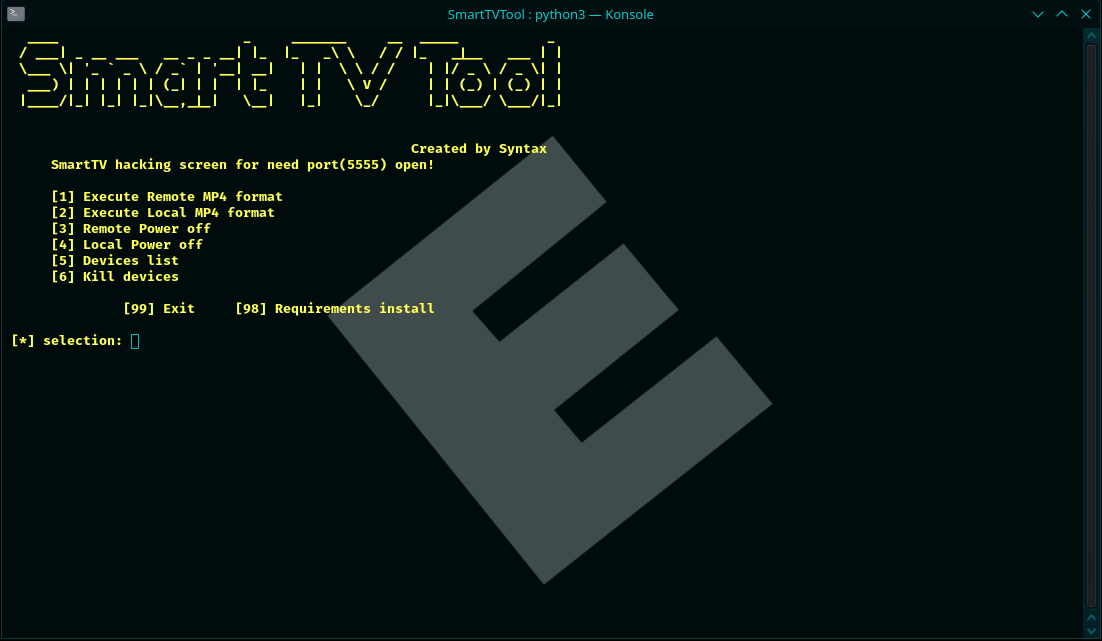 SmartTVTool : python3 — Konsole
Smart TV Tool
Created by Syntax
SmartTV hacking screen for need port(5555) open!
[1] Execute Remote MP4 format
[2] Execute Local MP4 format
[3] Remote Power off
[4] Local Power off
[5] Devices list
[6] Kill devices
[99] Exit [98] Requirements install
[*] selection: